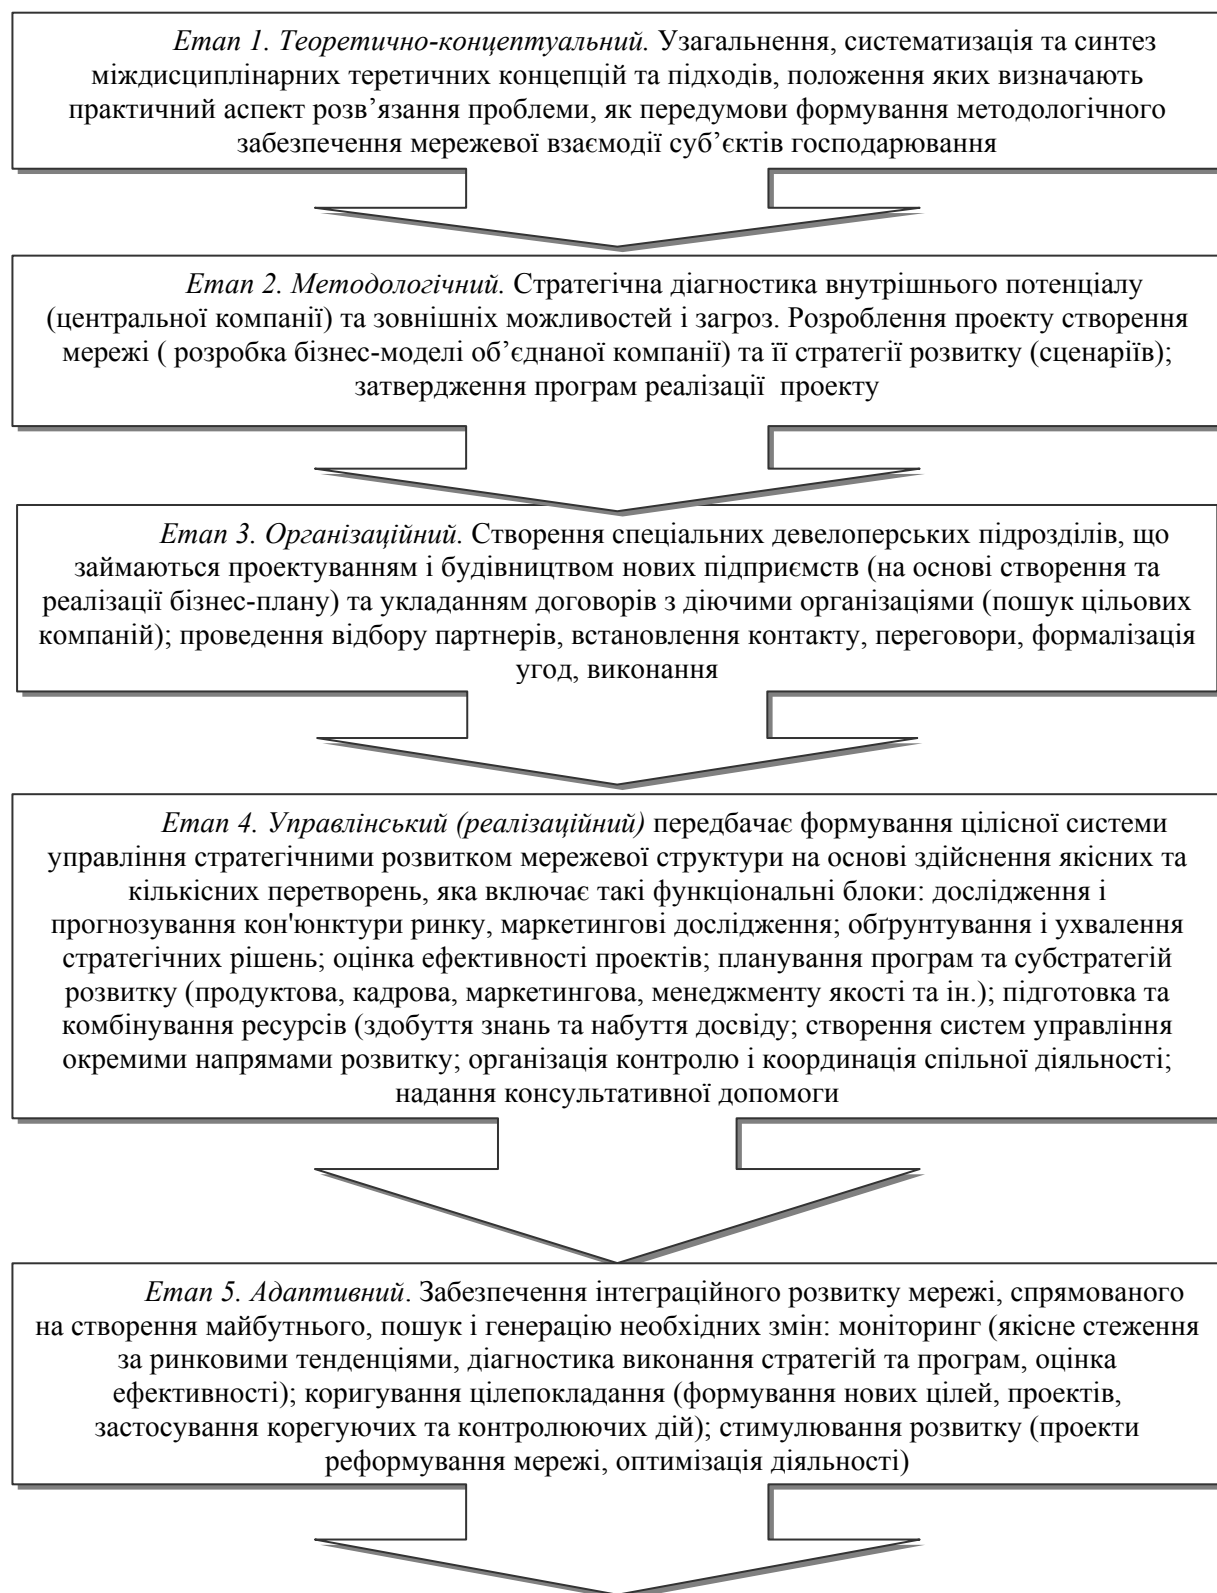 Етап 1. Теоретично-концептуальний. Узагальнення, систематизація та синтез
міждисциплінарних теретичних концепцій та підходів, положення яких визначають
практичний аспект розв’язання проблеми, як передумови формування методологічного
забезпечення мережевої взаємодії суб’єктів господарювання
Етап 2. Методологічний. Стратегічна діагностика внутрішнього потенціалу
(центральної компанії) та зовнішніх можливостей і загроз. Розроблення проекту створення
мережі ( розробка бізнес-моделі об’єднаної компанії) та її стратегії розвитку (сценаріїв);
затвердження програм реалізації проекту
Етап 3. Організаційний. Створення спеціальних девелоперських підрозділів, що
займаються проектуванням і будівництвом нових підприємств (на основі створення та
реалізації бізнес-плану) та укладанням договорів з діючими організаціями (пошук цільових
компаній); проведення відбору партнерів, встановлення контакту, переговори, формалізація
угод, виконання
Етап 4. Управлінський (реалізаційний) передбачає формування цілісної системи
управління стратегічними розвитком мережевої структури на основі здійснення якісних та
кількісних перетворень, яка включає такі функціональні блоки: дослідження і
прогнозування кон'юнктури ринку, маркетингові дослідження; обґрунтування і ухвалення
стратегічних рішень; оцінка ефективності проектів; планування програм та субстратегій
розвитку (продуктова, кадрова, маркетингова, менеджменту якості та ін.); підготовка та
комбінування ресурсів (здобуття знань та набуття досвіду; створення систем управління
окремими напрямами розвитку; організація контролю і координація спільної діяльності;
надання консультативної допомоги
Етап 5. Адаптивний. Забезпечення інтеграційного розвитку мережі, спрямованого
на створення майбутнього, пошук і генерацію необхідних змін: моніторинг (якісне стеження
за ринковими тенденціями, діагностика виконання стратегій та програм, оцінка
ефективності); коригування цілепокладання (формування нових цілей, проектів,
застосування корегуючих та контролюючих дій); стимулювання розвитку (проекти
реформування мережі, оптимізація діяльності)